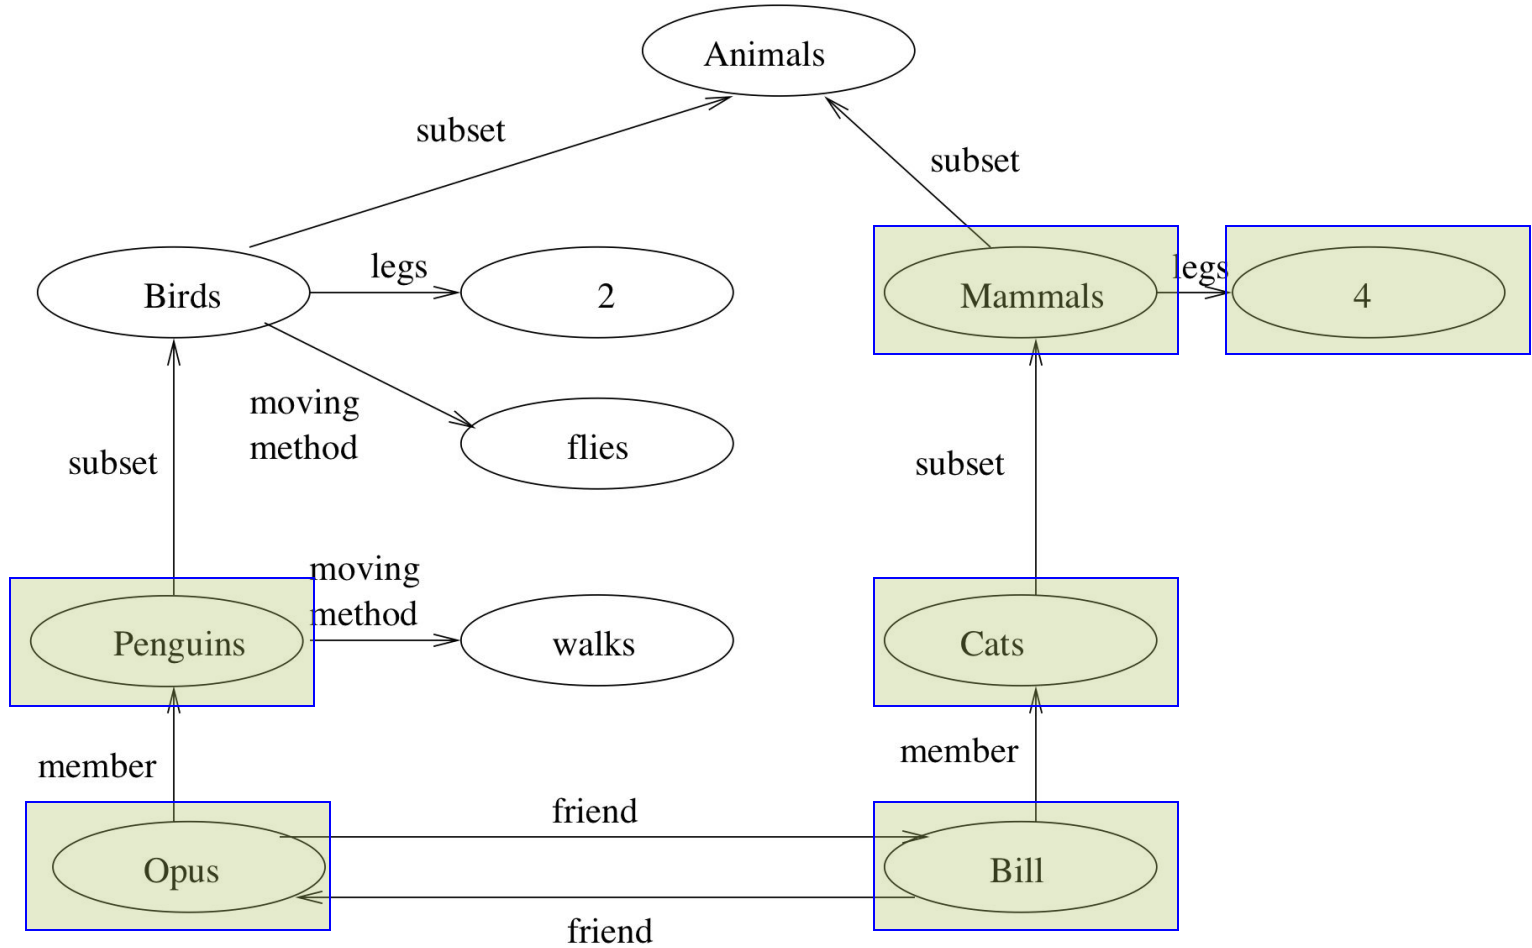 Animals
subset
subset
Birds
legs
2
Mammals
legs
4
moving
method
flies
subset
subset
moving
method
Penguins
walks
Cats
member
member
friend
Opus
Bill
friend